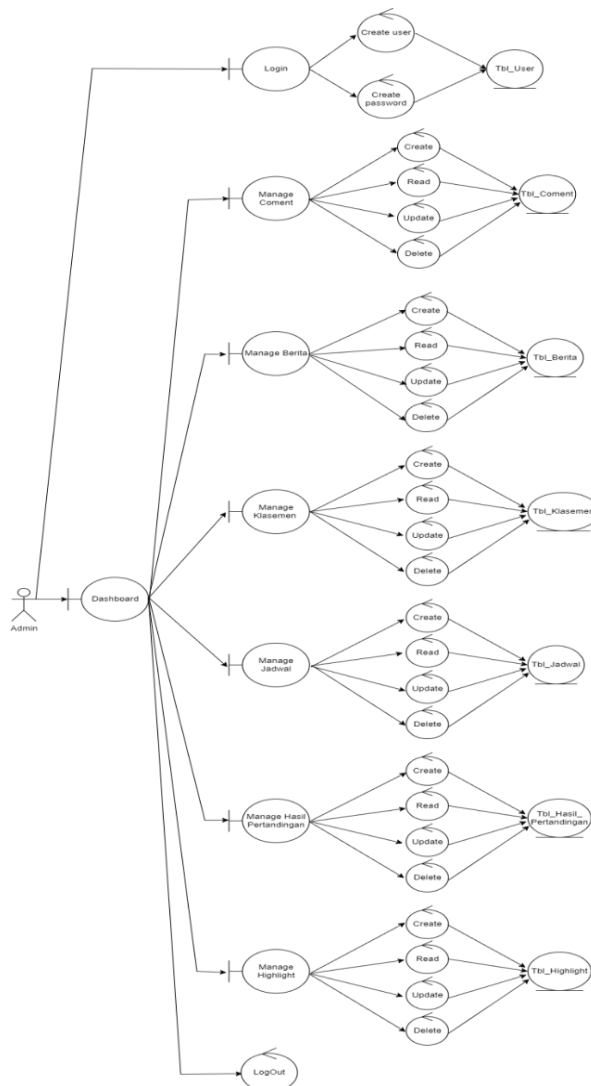 Create user
Login
Tbl_User
Create
password
Create
Read
Manage
Coment
Tbl_Coment
Update
Delete
Create
Read
Manage Berita
Tbl_Berita
Update
Delete
Create
Read
Manage
Klasemen
Tbl_Klasemen
Update
Delete
Dashboard
Admin
Create
Read
Manage
Jadwal
Tbl_Jadwal
Update
Delete
Create
Read
Manage Hasil
Pertandingan
Tbl_Hasil_
Pertandingan
Update
Delete
Create
Read
Manage
Highlight
Tbl_Highlight
Update
Delete
LogOut